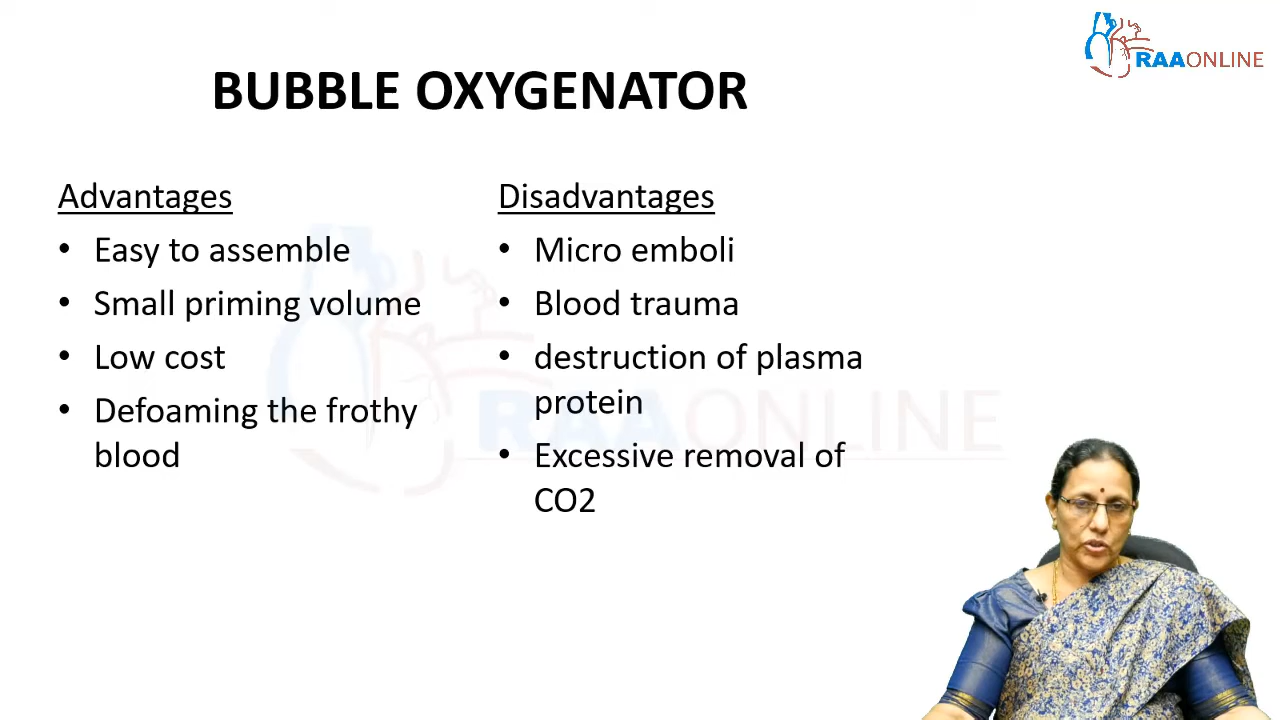 RAAONLINE
BUBBLE OXYGENATOR
Advantages
• Easy to assemble
• Small priming volume
• Low cost
• Defoaming the frothy
blood
Disadvantages
• Micro emboli
• Blood trauma
• destruction of plasma
protein
• Excessive removal of
CO2
RAAONLINE